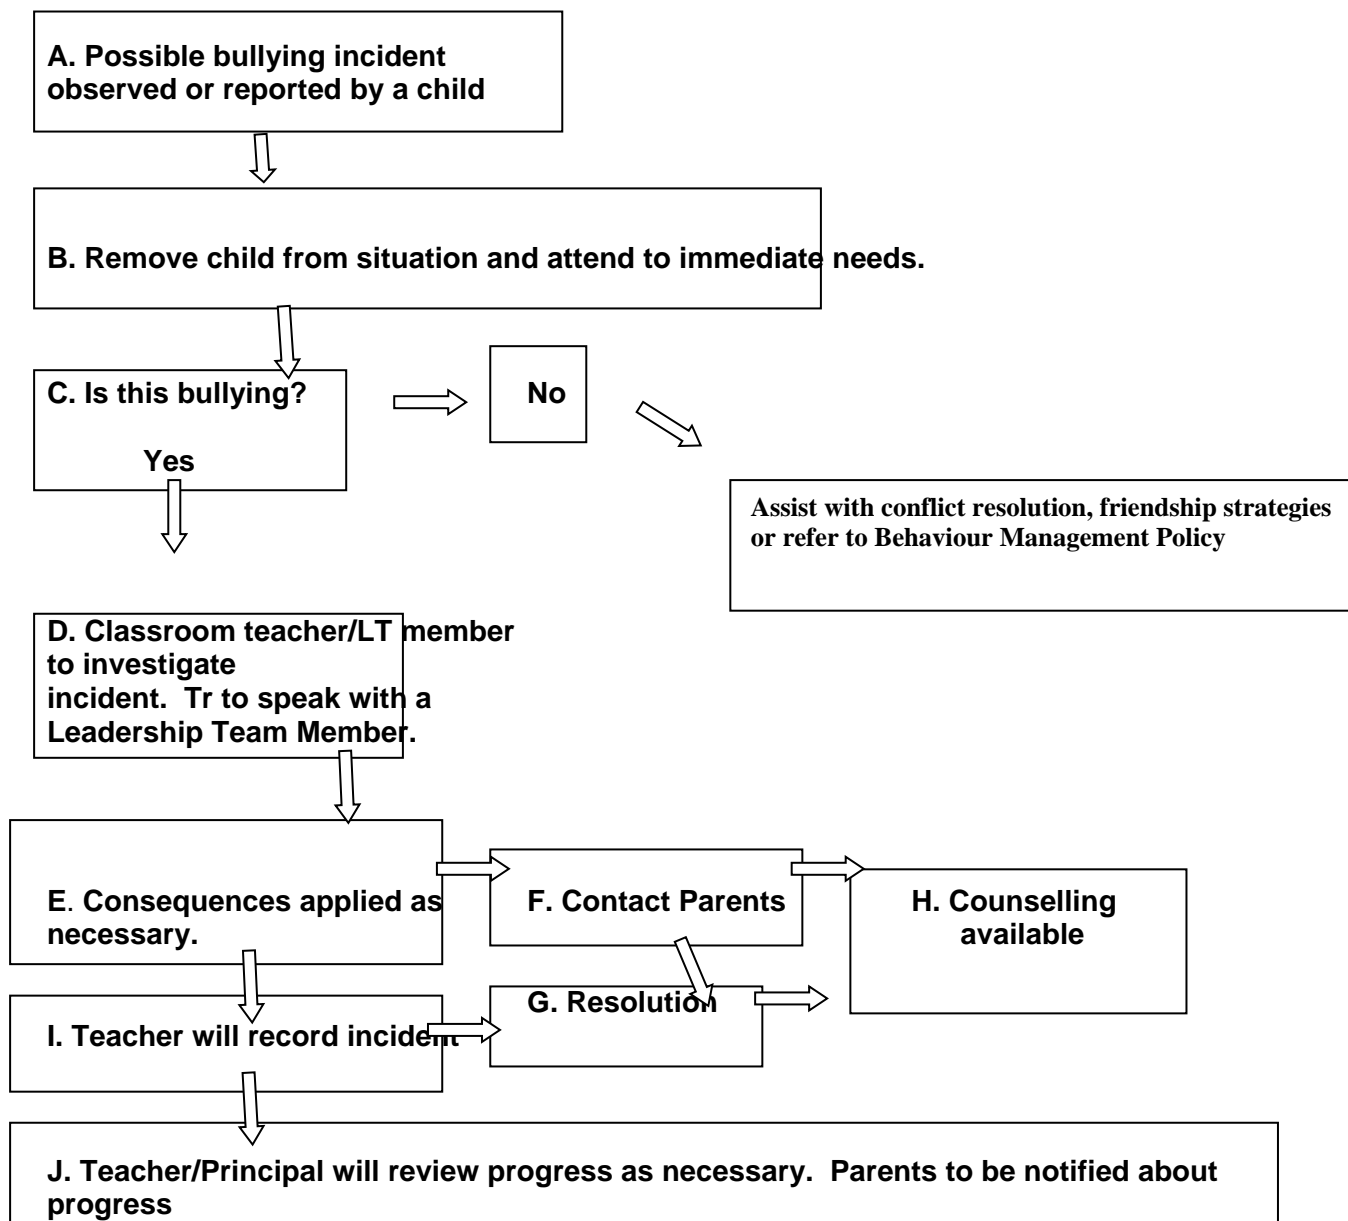 A. Possible bullying incident
observed or reported by a child
B. Remove child from situation and attend to immediate needs.
C. Is this bullying?
Yes
No
Assist with conflict resolution, friendship strategies
or refer to Behaviour Management Policy
D. Classroom teacher/LT member
to investigate
incident.  Tr to speak with a
Leadership Team Member.
E. Consequences applied as
necessary.
F. Contact Parents
H. Counselling
available
G. Resolution
I. Teacher will record incident
J. Teacher/Principal will review progress as necessary.  Parents to be notified about
progress